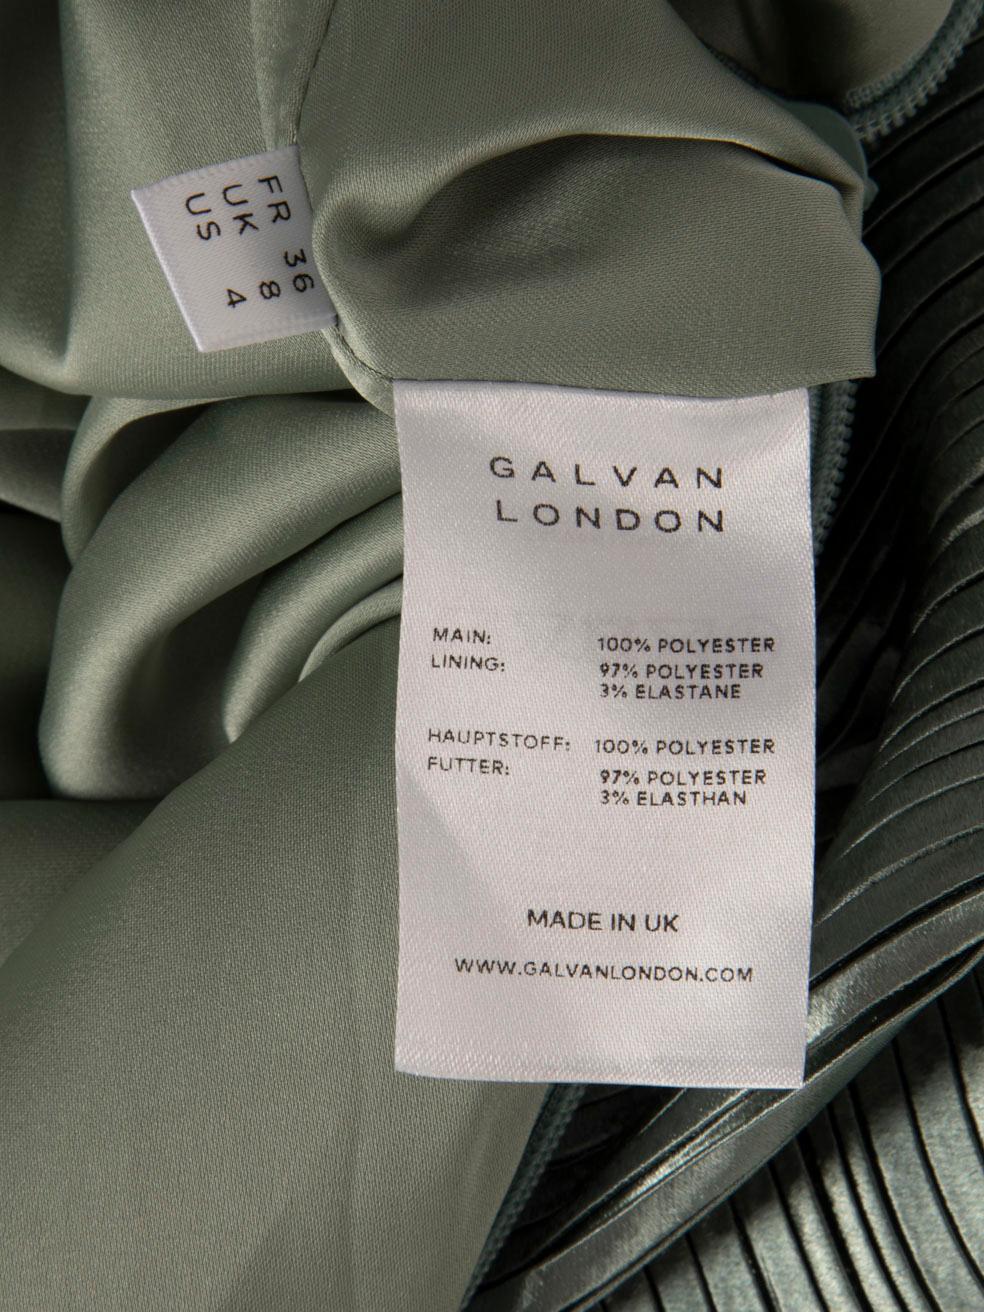 FR 36
UK 8
US 4
GALVAN
LONDON
MAIN: 100% POLYESTER
LINING: 97% POLYESTER
3% ELASTANE
HAUPTSTOFF: 100% POLYESTER
FUTTER: 97% POLYESTER
3% ELASTHAN
MADE IN UK
WWW.GALVANLONDON.COM